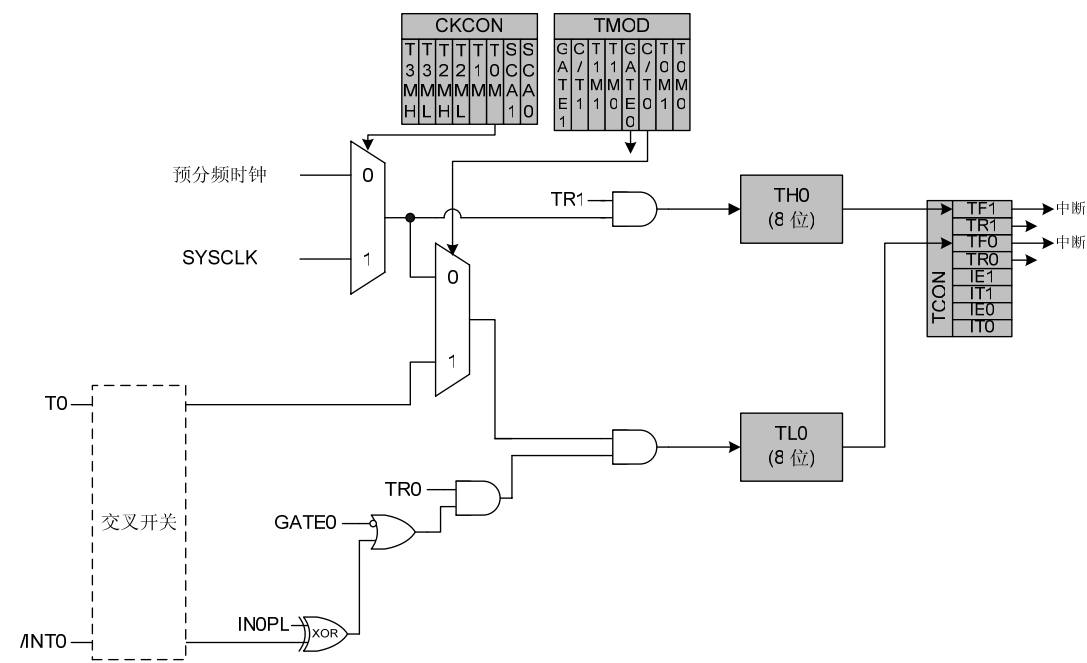 CKCON
T3MH T3ML T2MH T2ML T1M T0M SCA1 SCA0
TMOD
GATE1 C/T1 T1M1 T1M0 GATE0 C/T0 T0M1 T0M0
预分频时钟
0
SYSCLK
1
TR1
TH0
(8 位)
TCON
TF1
TR1
TF0
TR0
IE1
IT1
IE0
IT0
中断
中断
0
1
T0
交叉开关
/INT0
TL0
(8 位)
TR0
GATE0
IN0PL
XOR